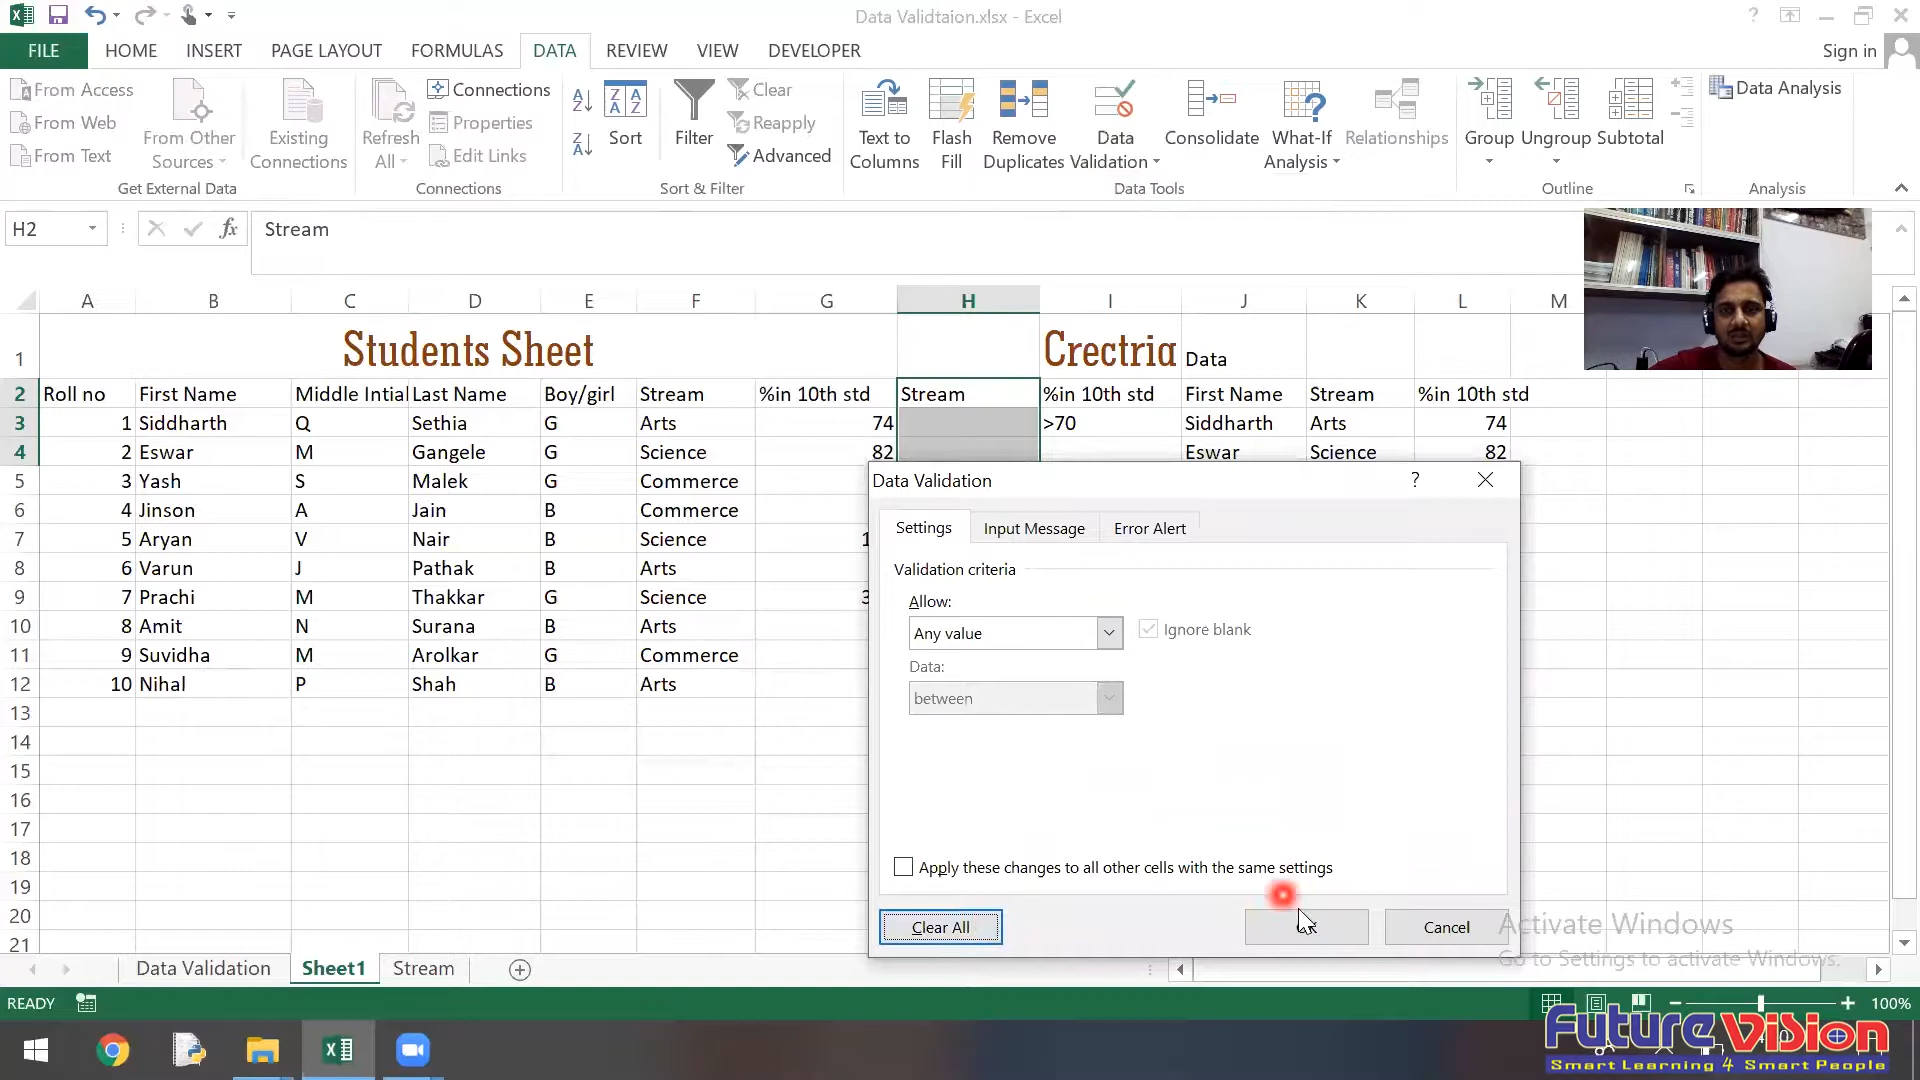 Data Validtaion.xlsx - Excel
FILE HOME INSERT PAGE LAYOUT FORMULAS DATA REVIEW VIEW DEVELOPER Sign in
From Access
From Web
From Text
From Other Sources
Existing Connections
Get External Data
Refresh All
Connections
Properties
Edit Links
Connections
Sort
Filter
Clear
Reapply
Advanced
Sort & Filter
Text to Columns
Flash Fill
Remove Duplicates
Data Validation
Consolidate
What-If Analysis
Relationships
Data Tools
Group
Ungroup
Subtotal
Outline
Data Analysis
Analysis
H2 fx Stream
A B C D E F G H I J K L M
1 Students Sheet Crectria Data
2 Roll no First Name Middle Intial Last Name Boy/girl Stream %in 10th std Stream %in 10th std First Name Stream %in 10th std
3 1 Siddharth Q Sethia G Arts 74 >70 Siddharth Arts 74
4 2 Eswar M Gangele G Science 82 Eswar Science 82
5 3 Yash S Malek G Commerce
6 4 Jinson A Jain B Commerce
7 5 Aryan V Nair B Science 1
8 6 Varun J Pathak B Arts
9 7 Prachi M Thakkar G Science 3
10 8 Amit N Surana B Arts
11 9 Suvidha M Arolkar G Commerce
12 10 Nihal P Shah B Arts
13
14
15
16
17
18
19
20
21
Data Validation ?
Settings Input Message Error Alert
Validation criteria
Allow:
Any value Ignore blank
Data:
between
Apply these changes to all other cells with the same settings
Clear All Cancel
Activate Windows
Go to Settings to activate Windows.
Data Validation Sheet1 Stream
READY 100%
Future Vision
Smart Learning 4 Smart People